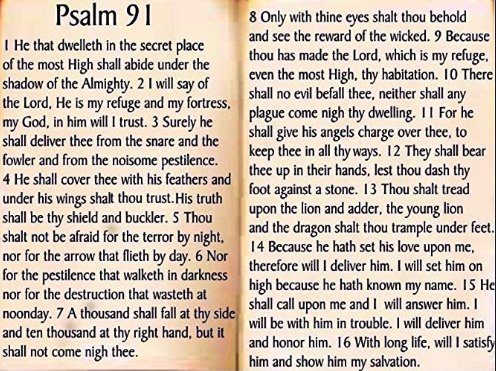 Psalm 91
1 He that dwelleth in the secret place
of the most High shall abide under the
shadow of the Almighty. 2 I will say of
the Lord, He is my refuge and my fortress,
my God, in him will I trust. 3 Surely he
shall deliver thee from the snare and the
fowler and from the noisome pestilence.
4 He shall cover thee with his feathers and
under his wings shalt thou trust.His truth
shall be thy shield and buckler. 5 Thou
shalt not be afraid for the terror by night,
nor for the arrow that flieth by day. 6 Nor
for the pestilence that walketh in darkness
nor for the destruction that wasteth at
noonday. 7 A thousand shall fall at thy side
and ten thousand at thy right hand, but it
shall not come nigh thee.
8 Only with thine eyes shalt thou behold
and see the reward of the wicked. 9 Because
thou has made the Lord, which is my refuge,
even the most High, thy habitation. 10 There
shall no evil befall thee, neither shall any
plague come nigh thy dwelling. 11 For he
shall give his angels charge over thee, to
keep thee in all thy ways. 12 They shall bear
thee up in their hands, lest thou dash thy
foot against a stone. 13 Thou shalt tread
upon the lion and adder, the young lion
and the dragon shalt thou trample under feet.
14 Because he hath set his love upon me,
therefore will I deliver him. I will set him on
high because he hath known my name. 15 He
shall call upon me and I will answer him. I
will be with him in trouble. I will deliver him
and honor him. 16 With long life, will I satisfy
him and show him my salvation.